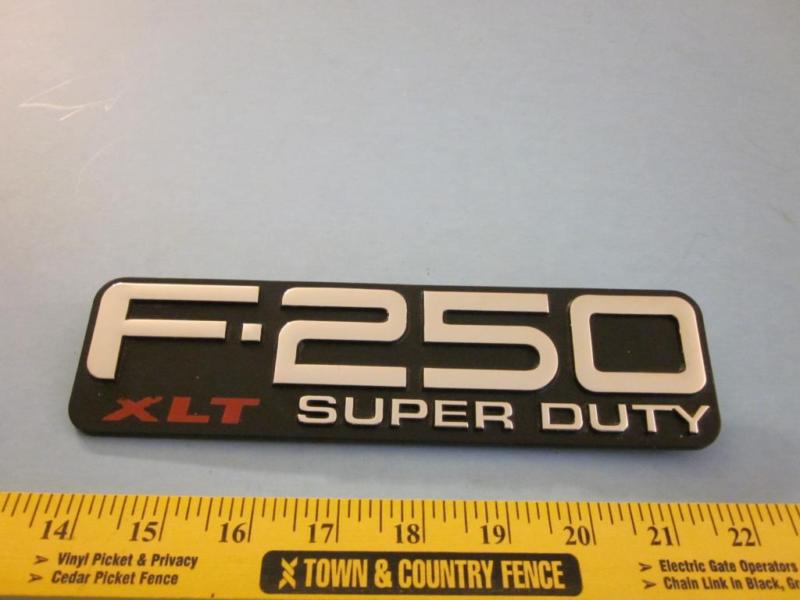 F-250
XLT SUPER DUTY
14 15 16 17 18 19 20 21 22
➤ Vinyl Picket & Privacy
➤ Cedar Picket Fence
TOWN & COUNTRY FENCE
➤ Electric Gate Operators
➤ Chain Link in Black,